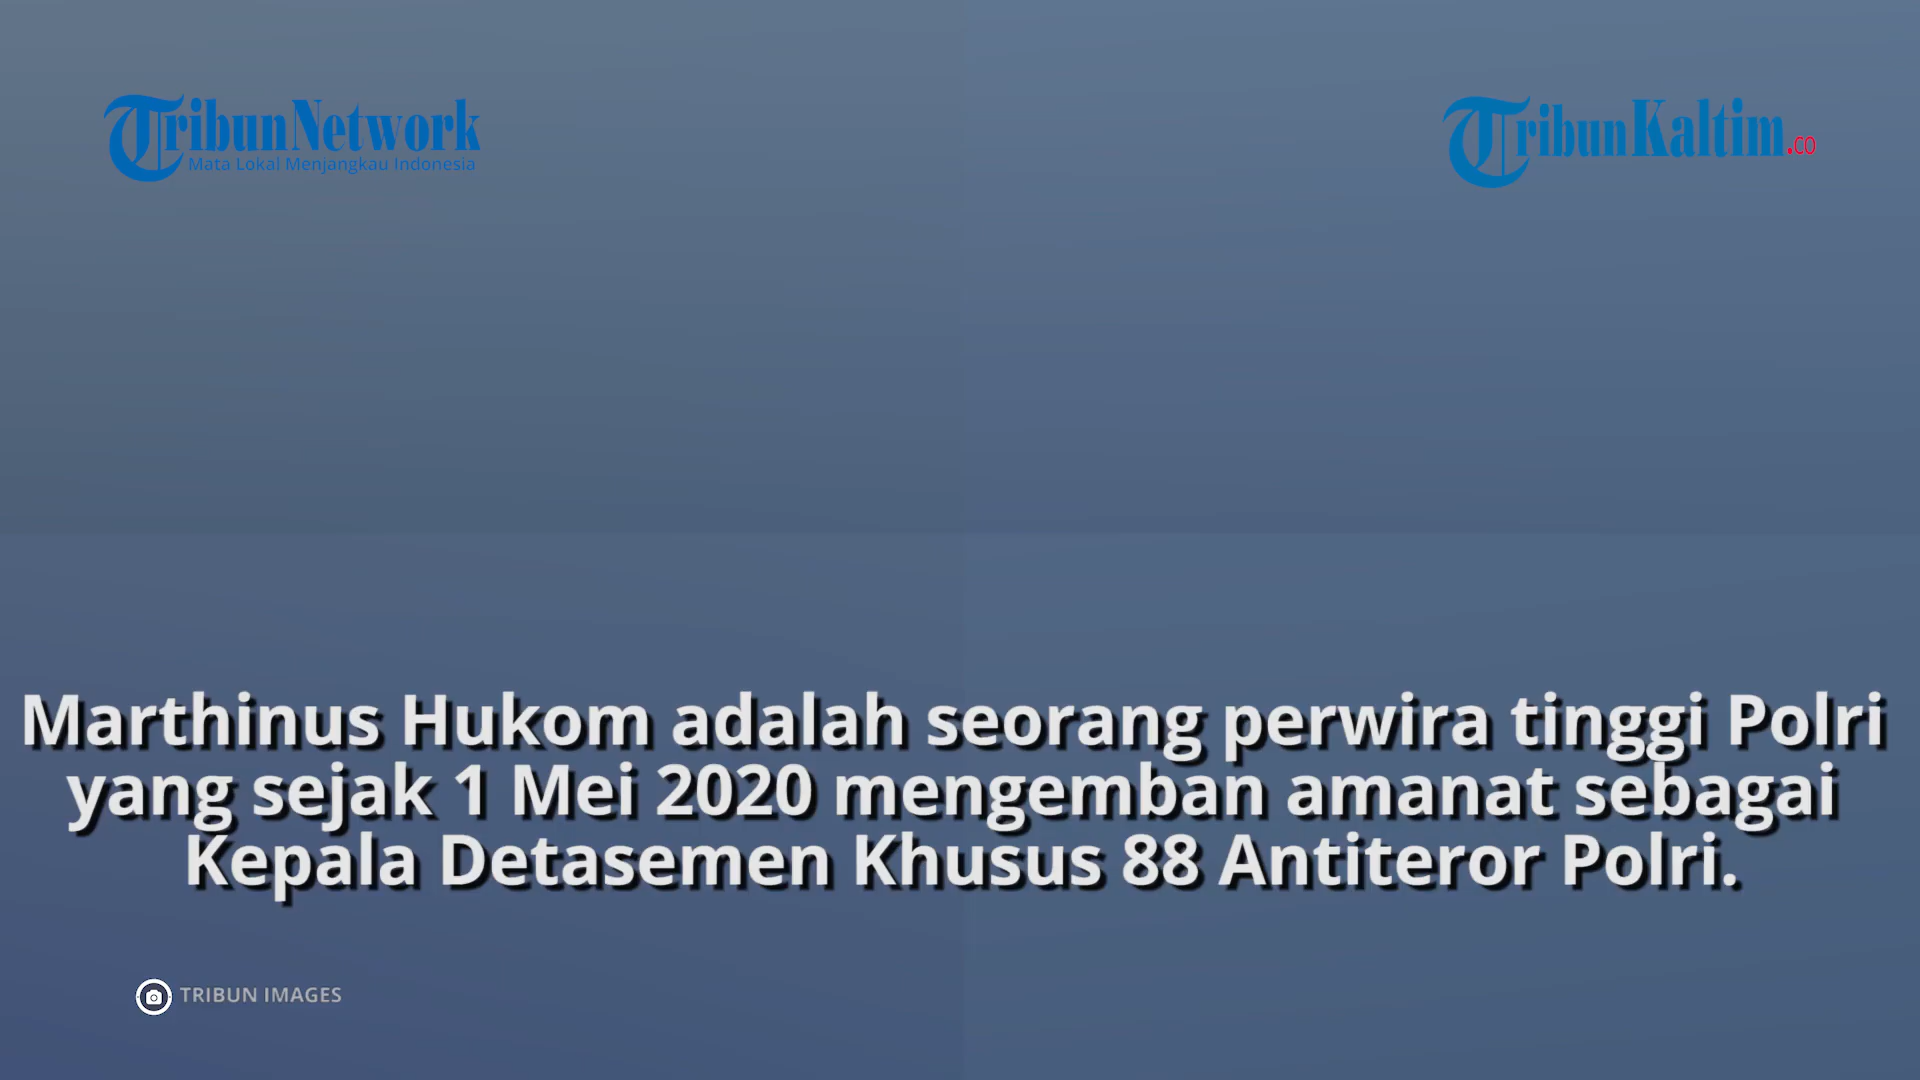 TribunNetwork
Mata Lokal Menjangkau Indonesia
TribunKaltim.co
Marthinus Hukom adalah seorang perwira tinggi Polri
yang sejak 1 Mei 2020 mengemban amanat sebagai
Kepala Detasemen Khusus 88 Antiteror Polri.
TRIBUN IMAGES